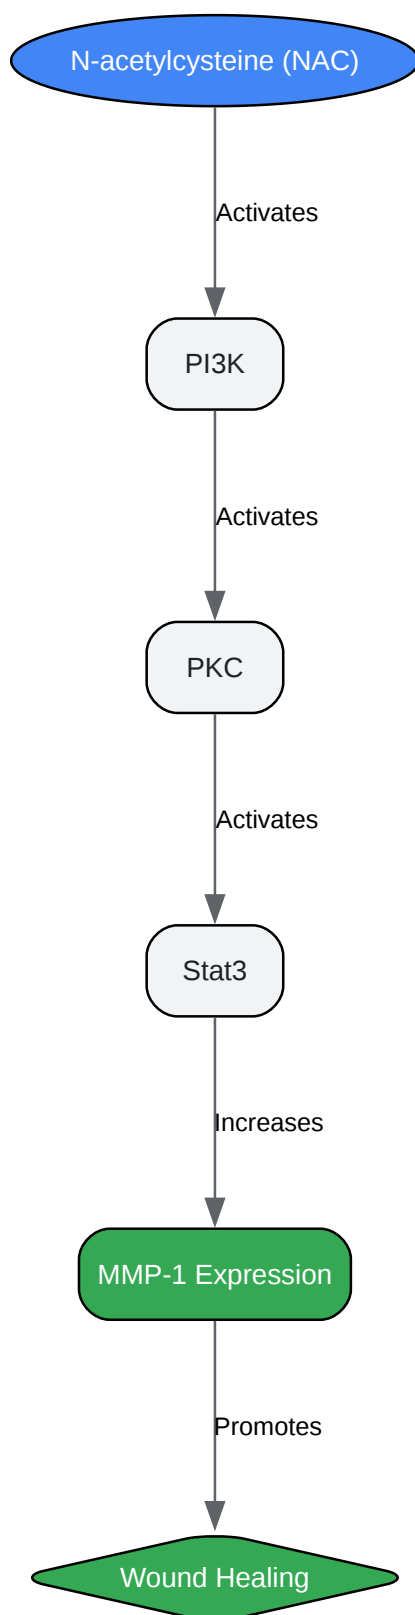 N-acetylcysteine (NAC)
Activates
PI3K
Activates
PKC
Activates
Stat3
Increases
MMP-1 Expression
Promotes
Wound Healing